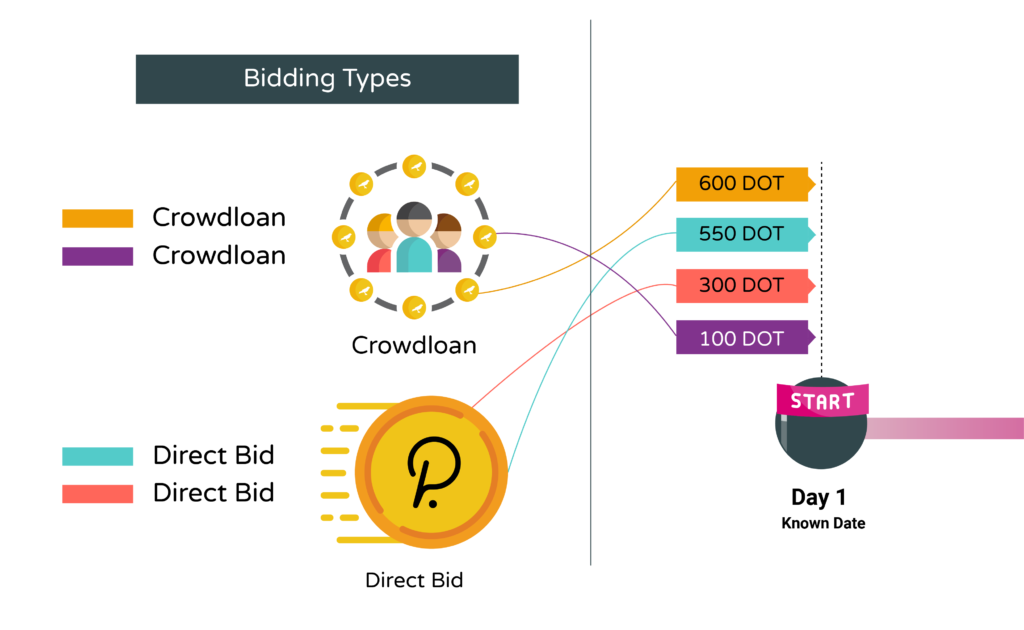 Bidding Types
Crowdloan
Crowdloan
Crowdloan
Direct Bid
Direct Bid
Direct Bid
600 DOT
550 DOT
300 DOT
100 DOT
START
Day 1
Known Date